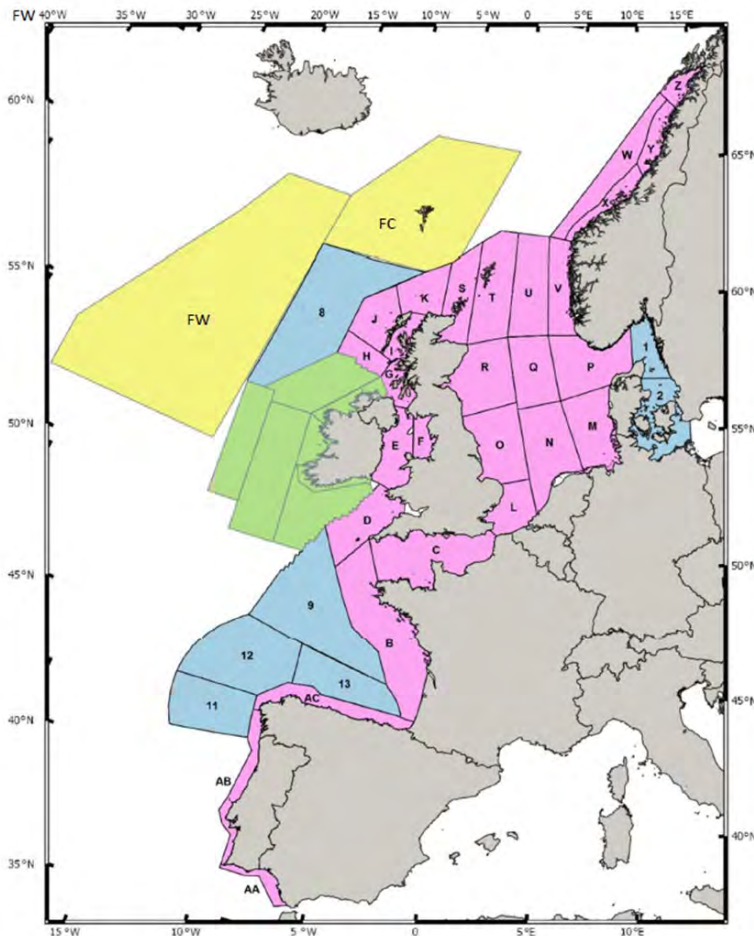 FW
40°W 35°W 30°W 25°W 20°W 15°W 10°W 5°W 0 5°E 10°E 15°E
60°N
65°N
55°N
60°N
50°N
55°N
45°N
50°N
40°N
45°N
35°N
40°N
15°W 10°W 5°W 0 5°E 10°E
Z
W
Y
X
FC
FW
8
S
K
T
U
V
J
I
H
G
1
R
Q
P
2
E
F
O
N
M
D
L
C
9
B
12
13
AC
11
AB
AA